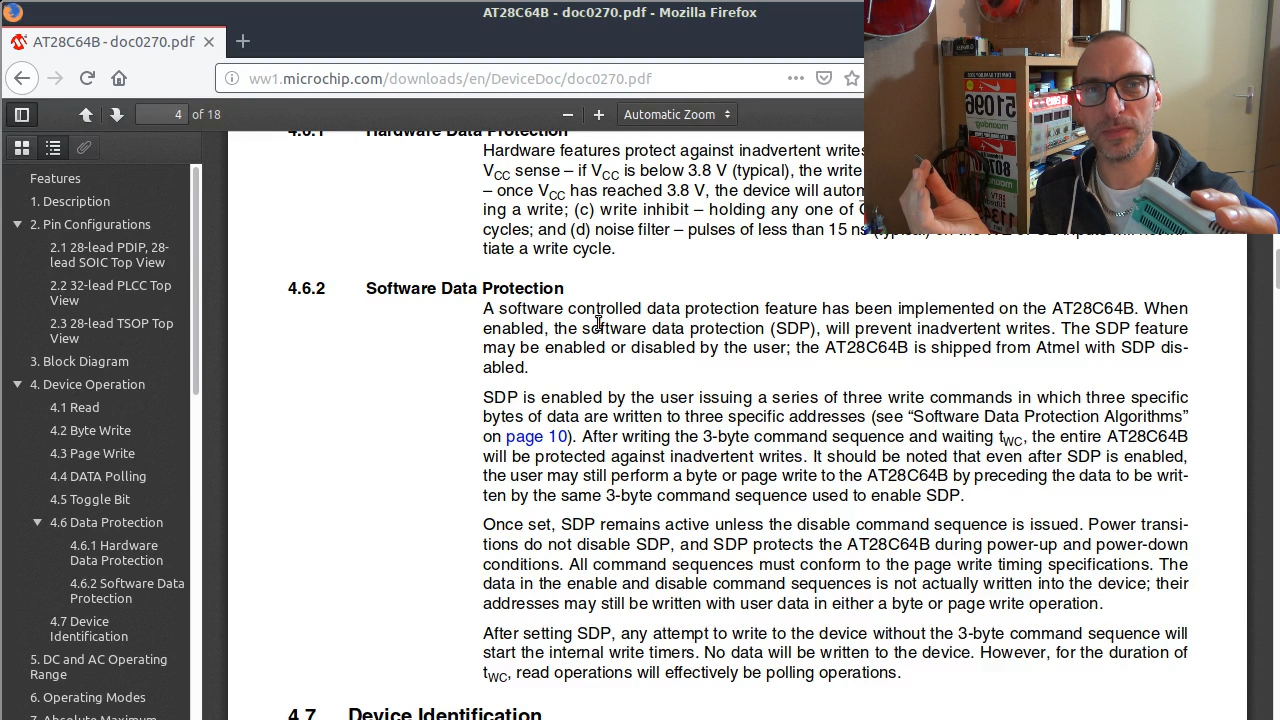 AT28C64B - doc0270.pdf - Mozilla Firefox
AT28C64B - doc0270.pdf
ww1.microchip.com/downloads/en/DeviceDoc/doc0270.pdf
4 of 18
Automatic Zoom
Features
1. Description
2. Pin Configurations
2.1 28-lead PDIP, 28-
lead SOIC Top View
2.2 32-lead PLCC Top
View
2.3 28-lead TSOP Top
View
3. Block Diagram
4. Device Operation
4.1 Read
4.2 Byte Write
4.3 Page Write
4.4 DATA Polling
4.5 Toggle Bit
4.6 Data Protection
4.6.1 Hardware Data
Protection
4.6.2 Software Data
Protection
4.7 Device
Identification
5. DC and AC Operating
Range
6. Operating Modes
7. Absolute Maximum
4.6.1 Hardware Data Protection
Hardware features protect against inadvertent writes
VCC sense – if VCC is below 3.8 V (typical), the write
– once VCC has reached 3.8 V, the device will autom
ing a write; (c) write inhibit – holding any one of
cycles; and (d) noise filter – pulses of less than 15 ns
tiate a write cycle.
4.6.2 Software Data Protection
A software controlled data protection feature has been implemented on the AT28C64B. When
enabled, the software data protection (SDP), will prevent inadvertent writes. The SDP feature
may be enabled or disabled by the user; the AT28C64B is shipped from Atmel with SDP dis-
abled.
SDP is enabled by the user issuing a series of three write commands in which three specific
bytes of data are written to three specific addresses (see “Software Data Protection Algorithms”
on page 10). After writing the 3-byte command sequence and waiting tWC, the entire AT28C64B
will be protected against inadvertent writes. It should be noted that even after SDP is enabled,
the user may still perform a byte or page write to the AT28C64B by preceding the data to be writ-
ten by the same 3-byte command sequence used to enable SDP.
Once set, SDP remains active unless the disable command sequence is issued. Power transi-
tions do not disable SDP, and SDP protects the AT28C64B during power-up and power-down
conditions. All command sequences must conform to the page write timing specifications. The
data in the enable and disable command sequences is not actually written into the device; their
addresses may still be written with user data in either a byte or page write operation.
After setting SDP, any attempt to write to the device without the 3-byte command sequence will
start the internal write timers. No data will be written to the device. However, for the duration of
tWC, read operations will effectively be polling operations.
4.7 Device Identification
51096